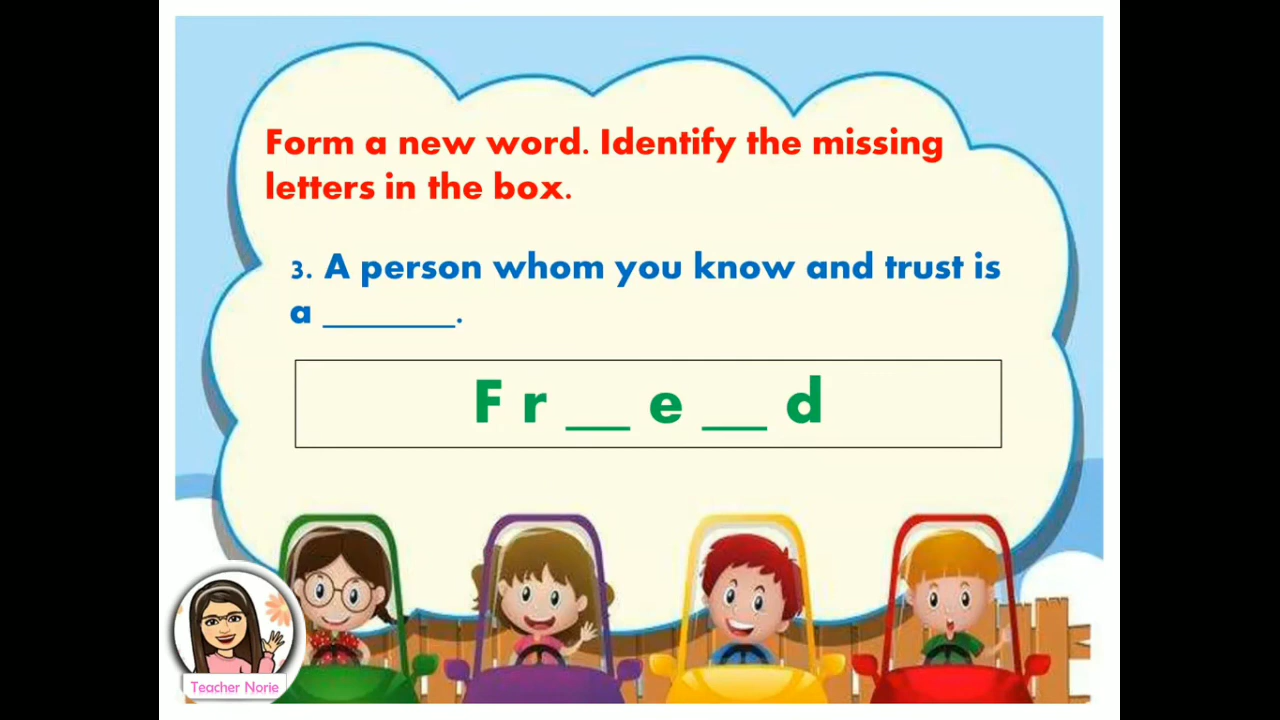 Form a new word. Identify the missing
letters in the box.
3. A person whom you know and trust is
a ________.
F r __ e __ d
Teacher Norie